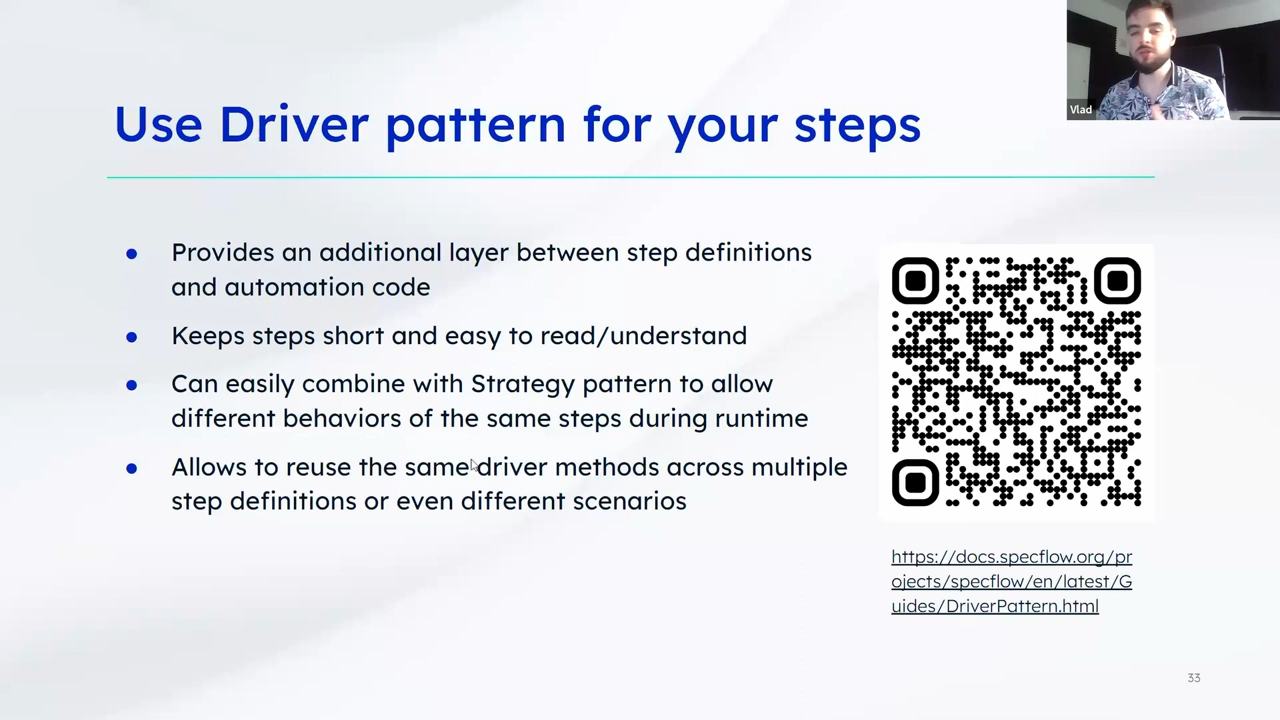 Vlad
Use Driver pattern for your steps
● Provides an additional layer between step definitions
and automation code
● Keeps steps short and easy to read/understand
● Can easily combine with Strategy pattern to allow
different behaviors of the same steps during runtime
● Allows to reuse the same driver methods across multiple
step definitions or even different scenarios
https://docs.specflow.org/pr
ojects/specflow/en/latest/G
uides/DriverPattern.html
33